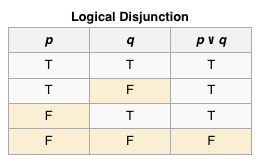 Logical Disjunction
p q p ∨ q
T T T
T F T
F T T
F F F